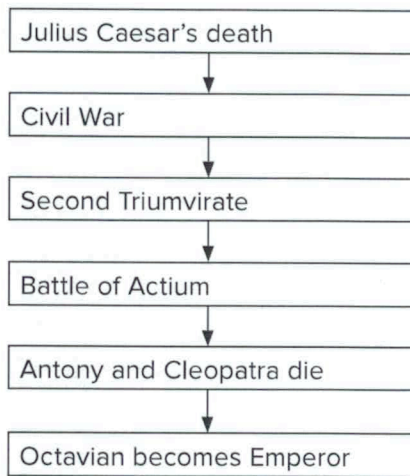 Julius Caesar's death
Civil War
Second Triumvirate
Battle of Actium
Antony and Cleopatra die
Octavian becomes Emperor